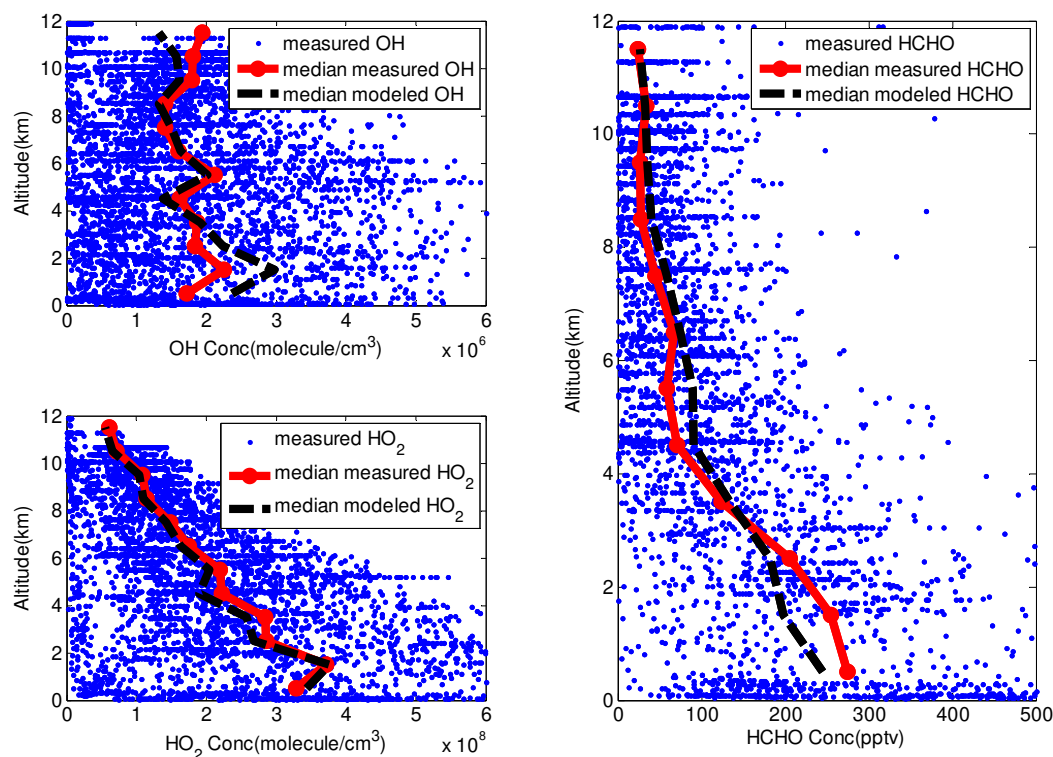 12
10
8
6
4
2
0
Altitude(km)
measured OH
median measured OH
median modeled OH
0 1 2 3 4 5 6
OH Conc(molecule/cm³)
x 10⁶
12
10
8
6
4
2
0
Altitude(km)
measured HO₂
median measured HO₂
median modeled HO₂
0 1 2 3 4 5 6
HO₂ Conc(molecule/cm³)
x 10⁸
12
10
8
6
4
2
0
Altitude(km)
measured HCHO
median measured HCHO
median modeled HCHO
0 100 200 300 400 500
HCHO Conc(pptv)